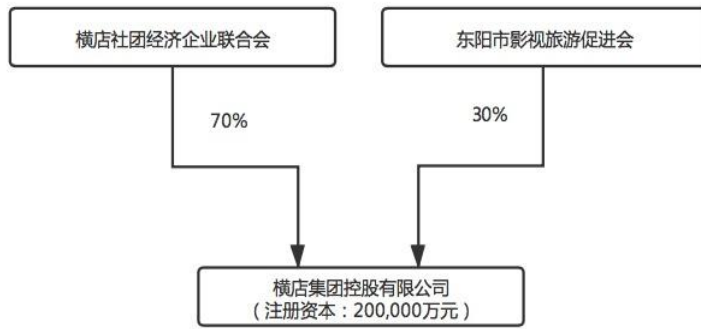 横店社团经济企业联合会
东阳市影视旅游促进会
70%
30%
横店集团控股有限公司
（注册资本：200,000万元）